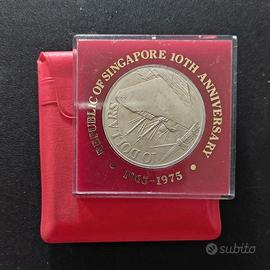 REPUBLIC OF SINGAPORE 10TH ANNIVERSARY
1965-1975
10 DOLLARS
subito